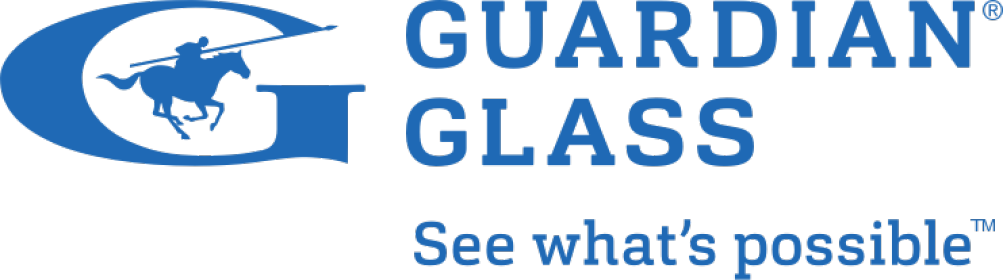 G
GUARDIAN®
GLASS
See what's possible™